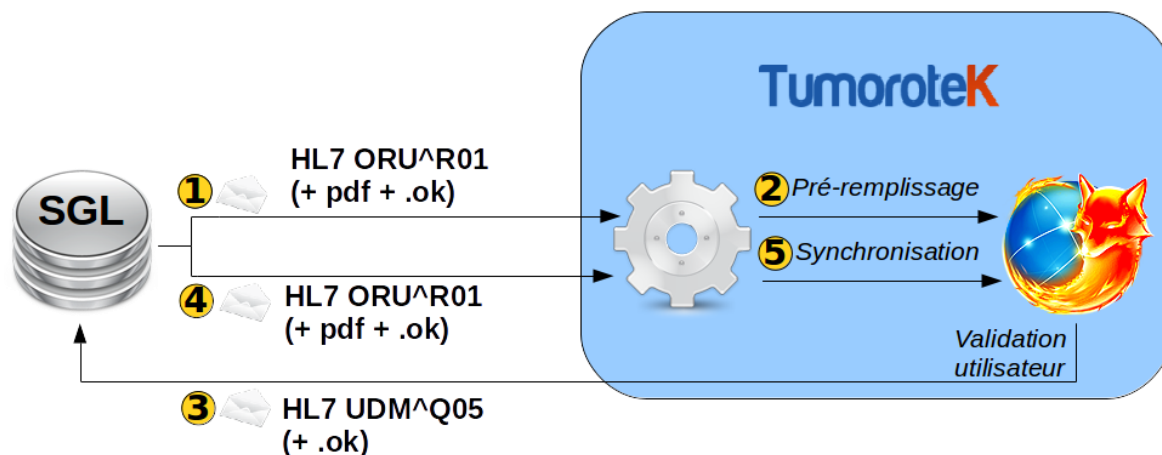 TumoroteK
HL7 ORU^R01
(+ pdf + .ok)
1
2
Pré-remplissage
SGL
5
Synchronisation
4
HL7 ORU^R01
(+ pdf + .ok)
Validation
utilisateur
3
HL7 UDM^Q05
(+ .ok)